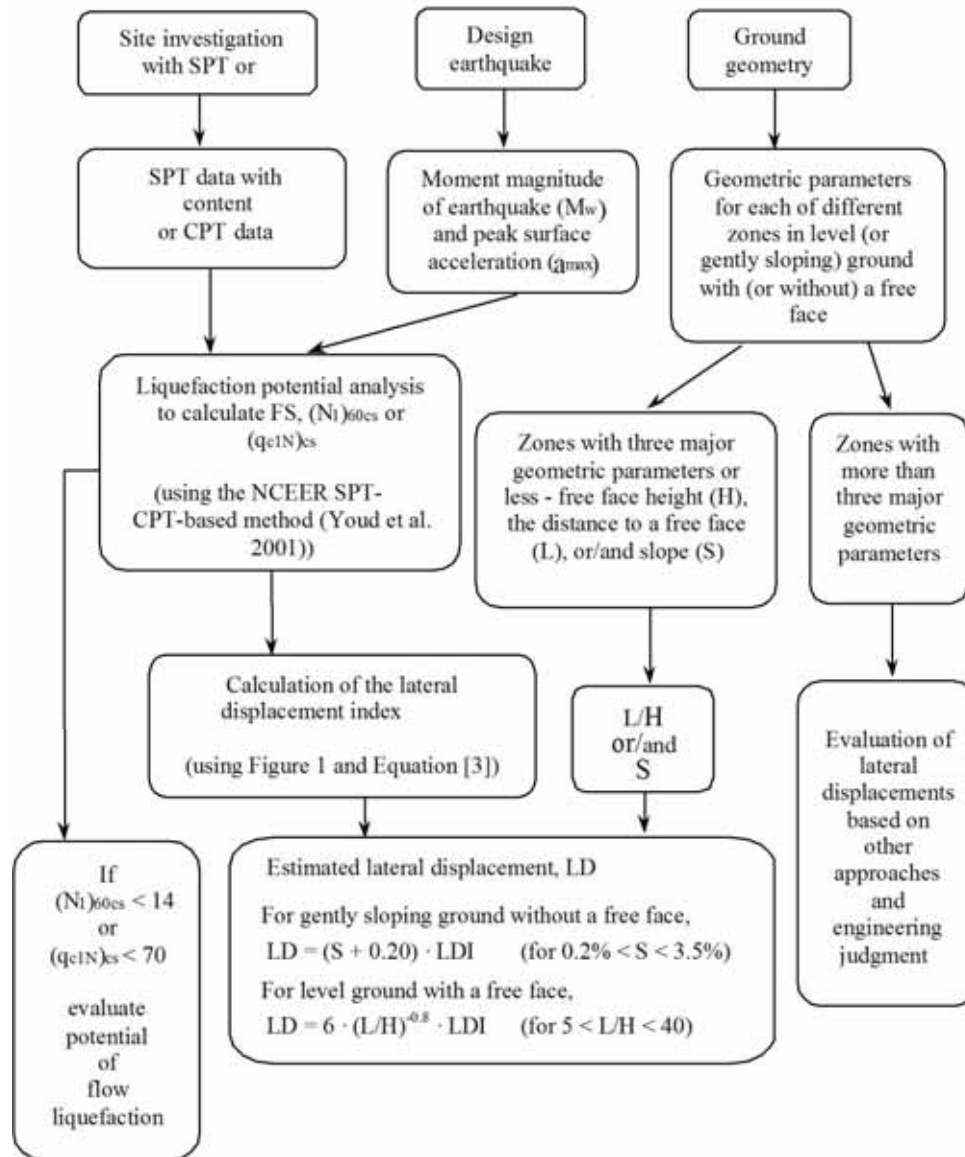 Site investigation
with SPT or
Design
earthquake
Ground
geometry
SPT data with
content
or CPT data
Moment magnitude
of earthquake (Mw)
and peak surface
acceleration (amax)
Geometric parameters
for each of different
zones in level (or
gently sloping) ground
with (or without) a free
face
Liquefaction potential analysis
to calculate FS, (N1)60cs or
(qc1N)cs
(using the NCEER SPT-
CPT-based method (Youd et al.
2001))
Zones with three major
geometric parameters or
less - free face height (H),
the distance to a free face
(L), or/and slope (S)
Zones with
more than
three major
geometric
parameters
Calculation of the lateral
displacement index
(using Figure 1 and Equation [3])
L/H
or/and
S
Evaluation of
lateral
displacements
based on
other
approaches
and
engineering
judgment
If
(N1)60cs < 14
or
(qc1N)cs < 70
evaluate
potential
of
flow
liquefaction
Estimated lateral displacement, LD
For gently sloping ground without a free face,
LD = (S + 0.20) · LDI (for 0.2% < S < 3.5%)
For level ground with a free face,
LD = 6 · (L/H)-0.8 · LDI (for 5 < L/H < 40)